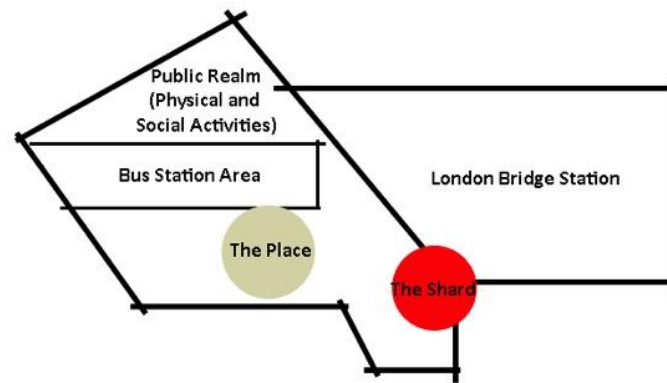 Public Realm
(Physical and
Social Activities)
Bus Station Area
London Bridge Station
The Place
The Shard